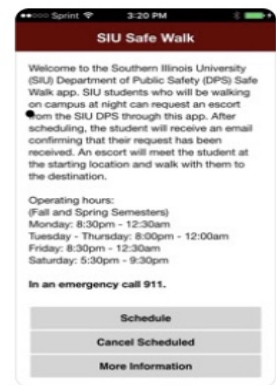 Sprint 3:20 PM
SIU Safe Walk
Welcome to the Southern Illinois University
(SIU) Department of Public Safety (DPS) Safe
Walk app. SIU students who will be walking
on campus at night can request an escort
from the SIU DPS through this app. After
scheduling, the student will receive an email
confirming that their request has been
received. An escort will meet the student at
the starting location and walk with them to
the destination.
Operating hours:
(Fall and Spring Semesters)
Monday: 8:30pm - 12:30am
Tuesday - Thursday: 8:00pm - 12:00am
Friday: 8:30pm - 12:30am
Saturday: 5:30pm - 9:30pm
In an emergency call 911.
Schedule
Cancel Scheduled
More Information